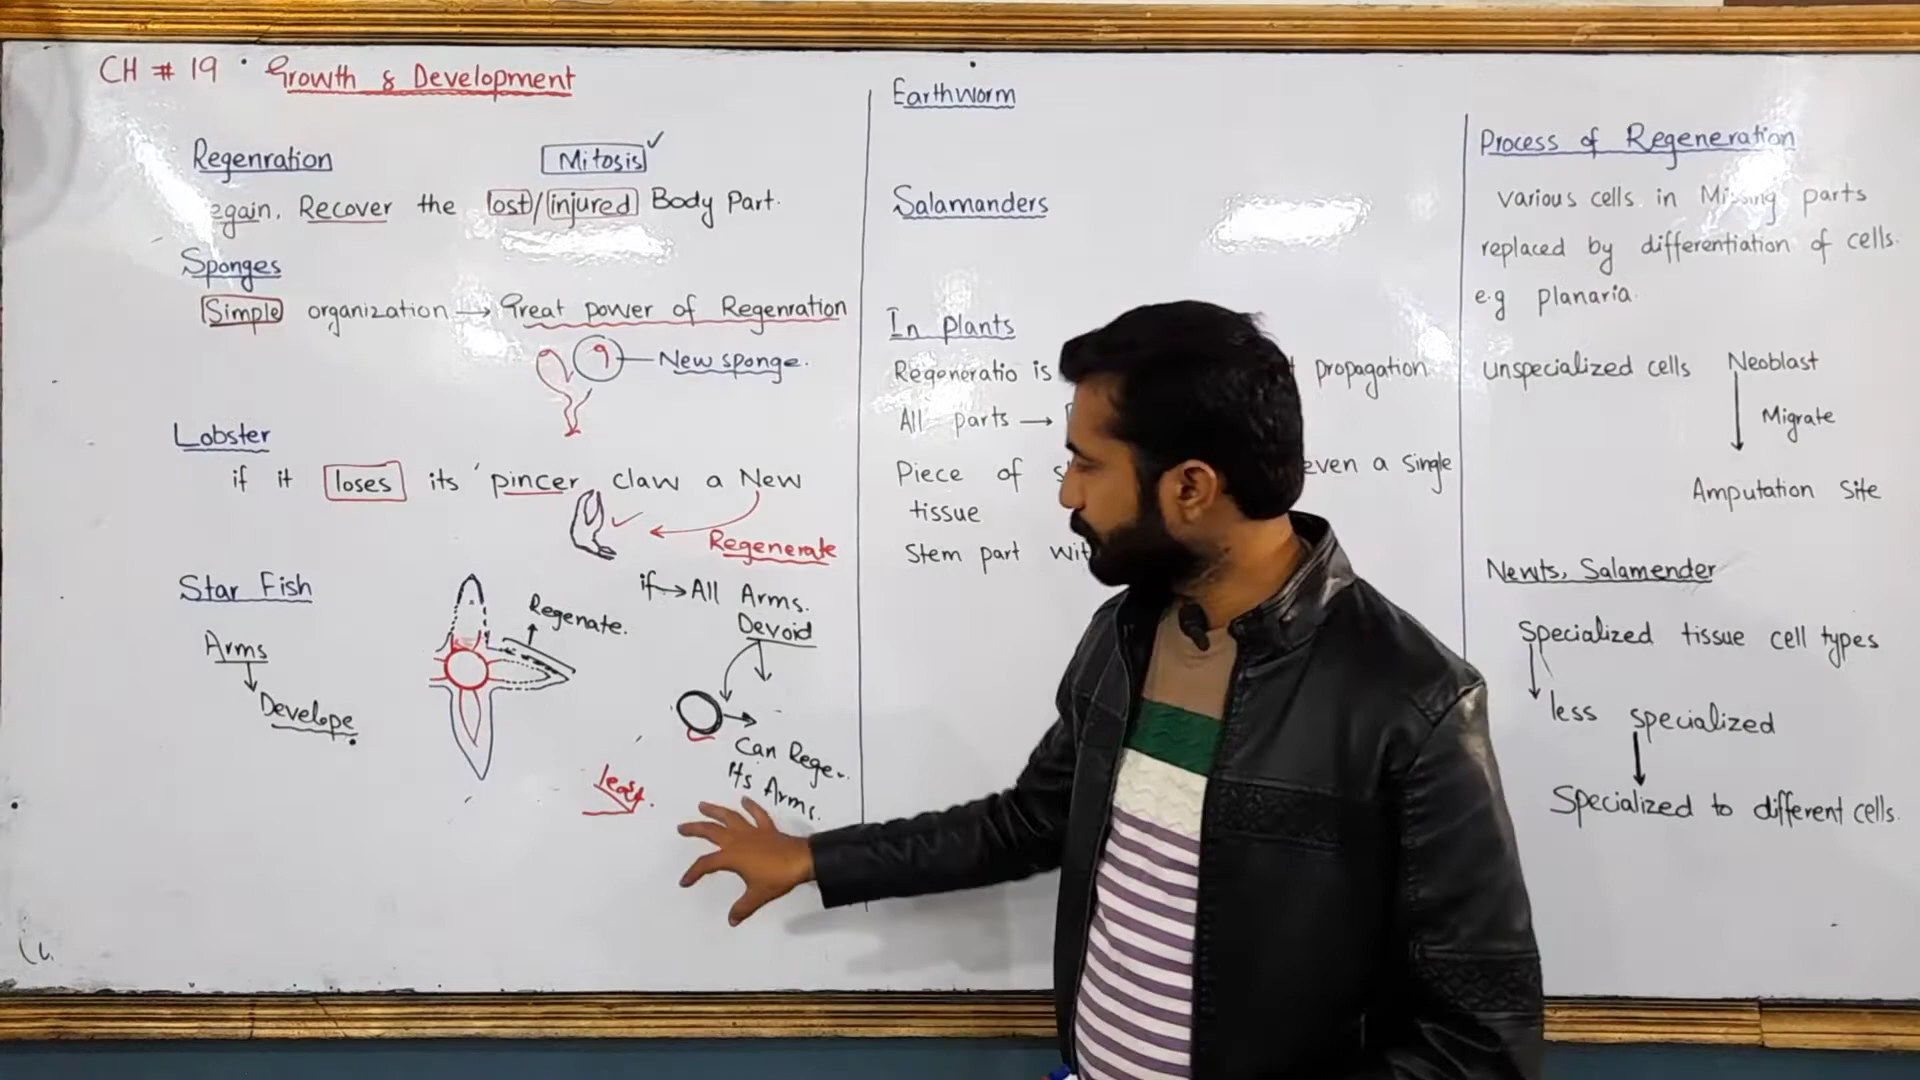 CH # 19 • Growth & Development
Regenration
Mitosis ✓
egain, Recover the lost/injured Body Part.
Sponges
Simple organization → Great power of Regenration
New sponge.
Lobster
if it loses its pincer claw a New
Regenerate
Star Fish
Arms
Develope
Regenate.
if → All Arms.
Devoid
Can Rege..
Its Arms.
least.
Earthworm
Salamanders
In plants
Regeneratio is propagation
All parts →
Piece of even a single
tissue
Stem part
Process of Regeneration
various cells in Missing parts
replaced by differentiation of cells.
e.g planaria.
unspecialized cells Neoblast
Migrate
Amputation Site
Newts, Salamender
Specialized tissue cell types
less specialized
Specialized to different cells.